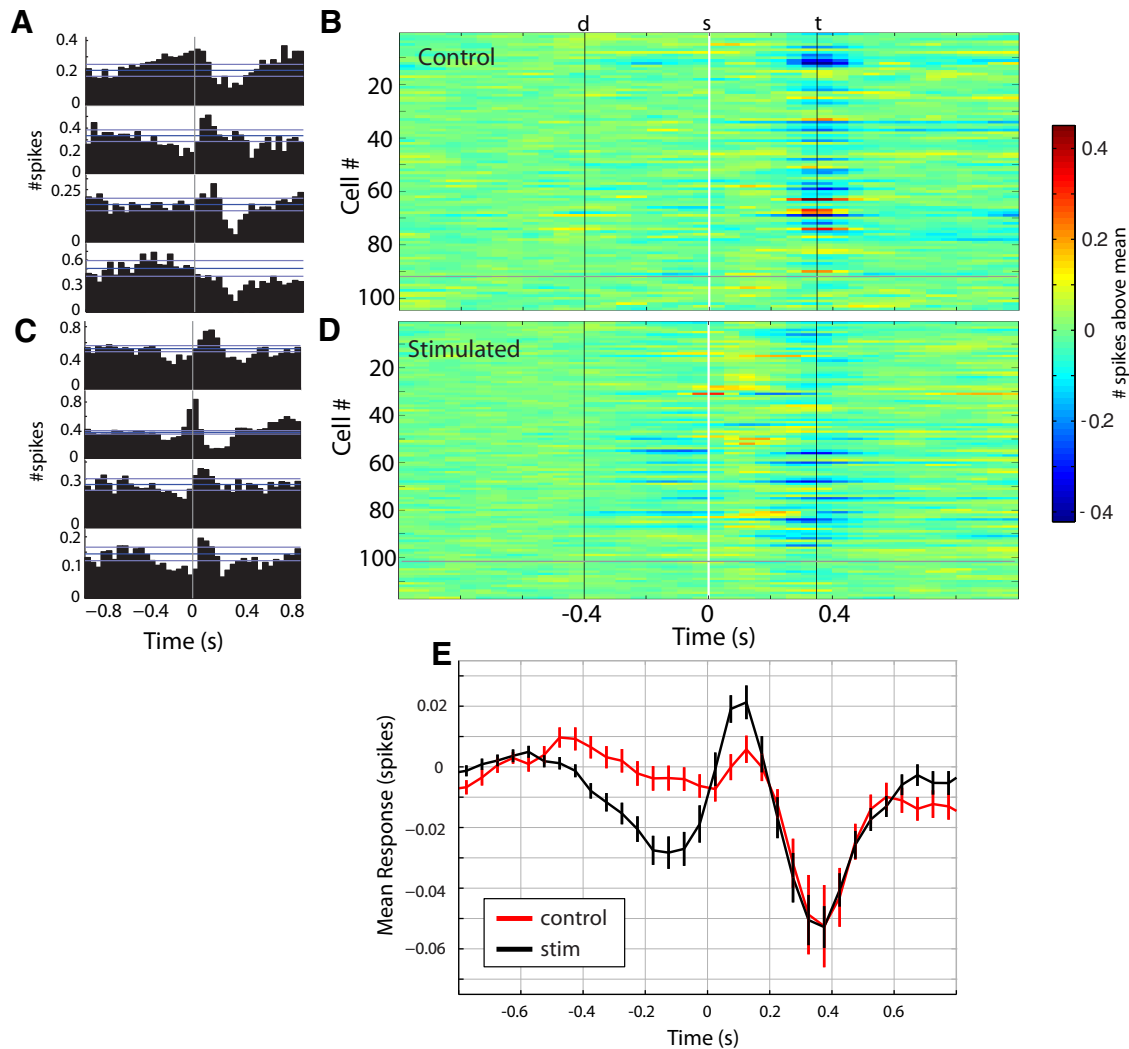 A
0.4
0.2
0
0.4
0.2
0
0.25
0
0.6
0.3
0
#spikes
B
d
s
t
Control
20
40
60
80
100
Cell #
C
0.8
0.4
0
0.8
0.4
0
0.3
0
0.2
0.1
0
#spikes
−0.8
−0.4
0
0.4
0.8
Time (s)
D
Stimulated
20
40
60
80
100
Cell #
-0.4
0
0.4
Time (s)
0.4
0.2
0
-0.2
- 04
# spikes above mean
E
0.02
0
−0.02
−0.04
−0.06
Mean Response (spikes)
control
stim
-0.6
-0.4
-0.2
0
0.2
0.4
0.6
Time (s)